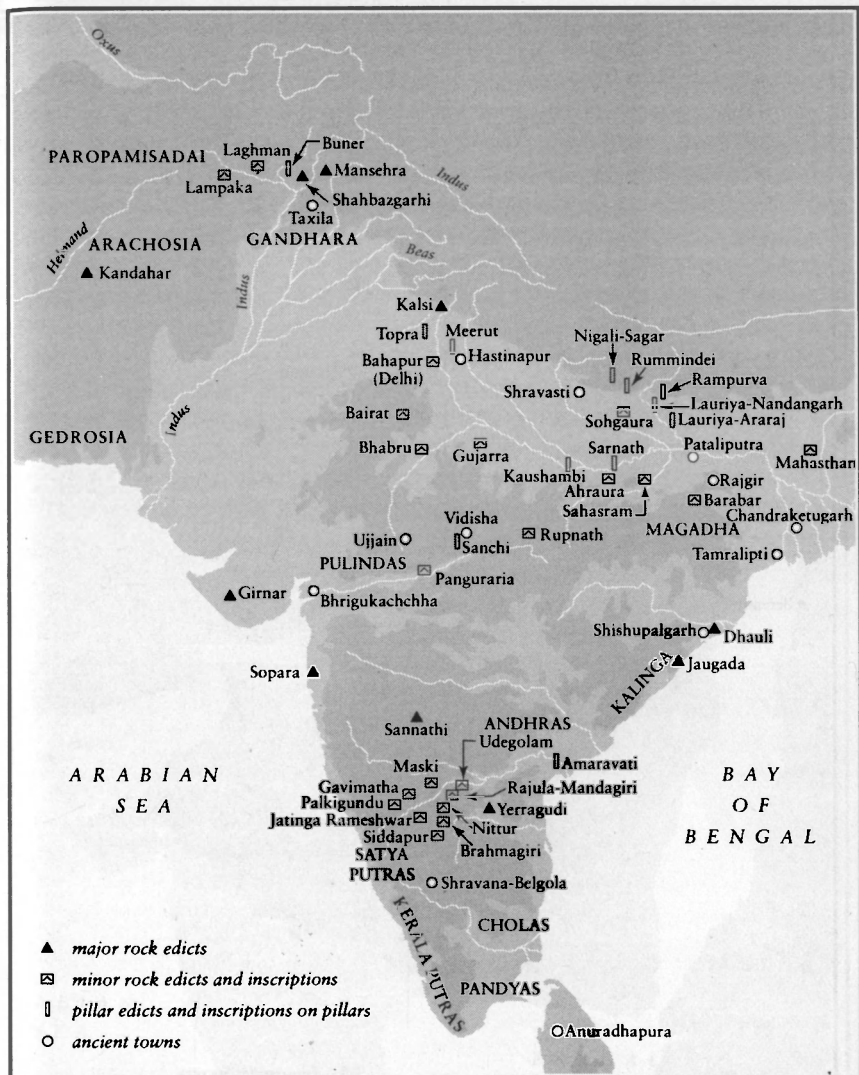 Oxus
PAROPAMISADAI
Laghman
Buner
Mansehra
Lampaka
Shahbazgarhi
Indus
Taxila
GANDHARA
ARACHOSIA
Helmand
Kandahar
Beas
Indus
Kalsi
Topra
Meerut
Nigali-Sagar
Bahapur
(Delhi)
Hastinapur
Rummindei
Rampurva
Shravasti
Lauriya-Nandangarh
Bairat
Sohgaura
Lauriya-Araraj
Indus
GEDROSIA
Bhabru
Gujarra
Sarnath
Pataliputra
Mahasthan
Kaushambi
Rajgir
Ahraura
Barabar
Sahasram
Chandraketugarh
MAGADHA
Vidisha
Ujjain
Sanchi
Rupnath
Tamralipti
PULINDAS
Panguraria
Girnar
Bhrigukachchha
Shishupalgarh
Dhauli
KALINGA
Jaugada
Sopara
Sannathi
ANDHRAS
Udegolam
Amaravati
Maski
ARABIAN
SEA
BAY
OF
BENGAL
Gavimatha
Rajula-Mandagiri
Palkigundu
Yerragudi
Jatinga Rameshwar
Nittur
Siddapur
Brahmagiri
SATYA
PUTRAS
Shravana-Belgola
KERALA PUTRAS
CHOLAS
PANDYAS
Anuradhapura
major rock edicts
minor rock edicts and inscriptions
pillar edicts and inscriptions on pillars
ancient towns